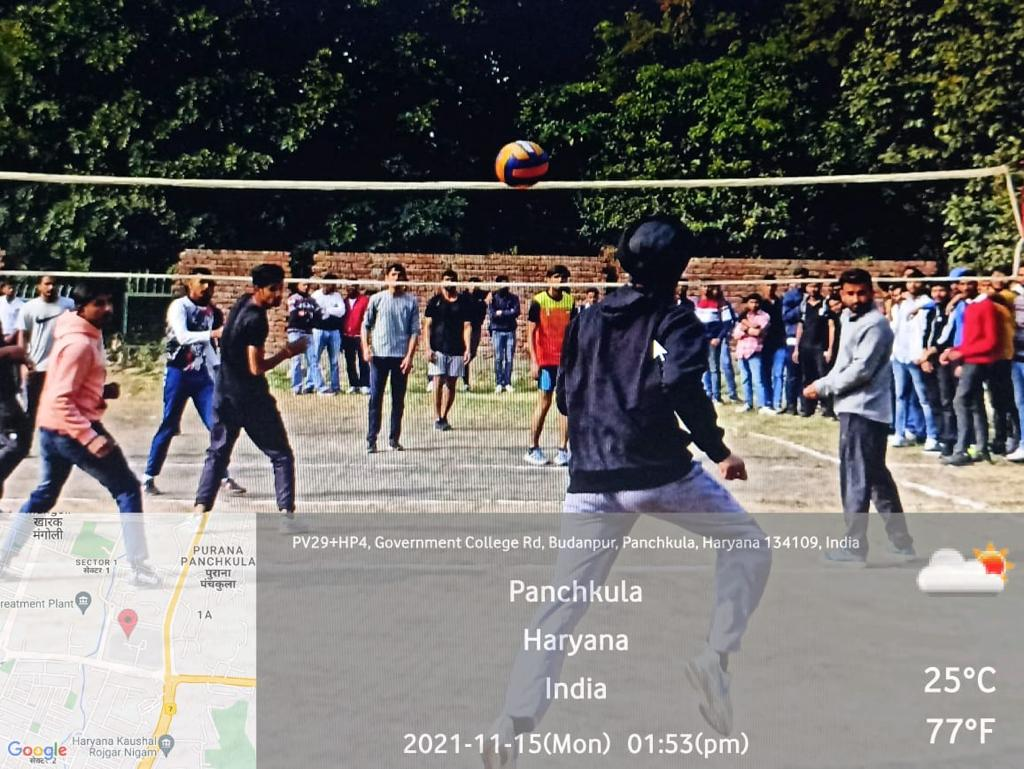 PV29+HP4, Government College Rd, Budanpur, Panchkula, Haryana 134109, India
Panchkula
Haryana
India
2021-11-15(Mon) 01:53(pm)
25°C
77°F
खारक
मंगोली
SECTOR 1
सेक्टर 1
PURANA
PANCHKULA
पुराना
पंचकुला
reatment Plant
1A
7
Haryana Kaushal
Rojgar Nigam
Google